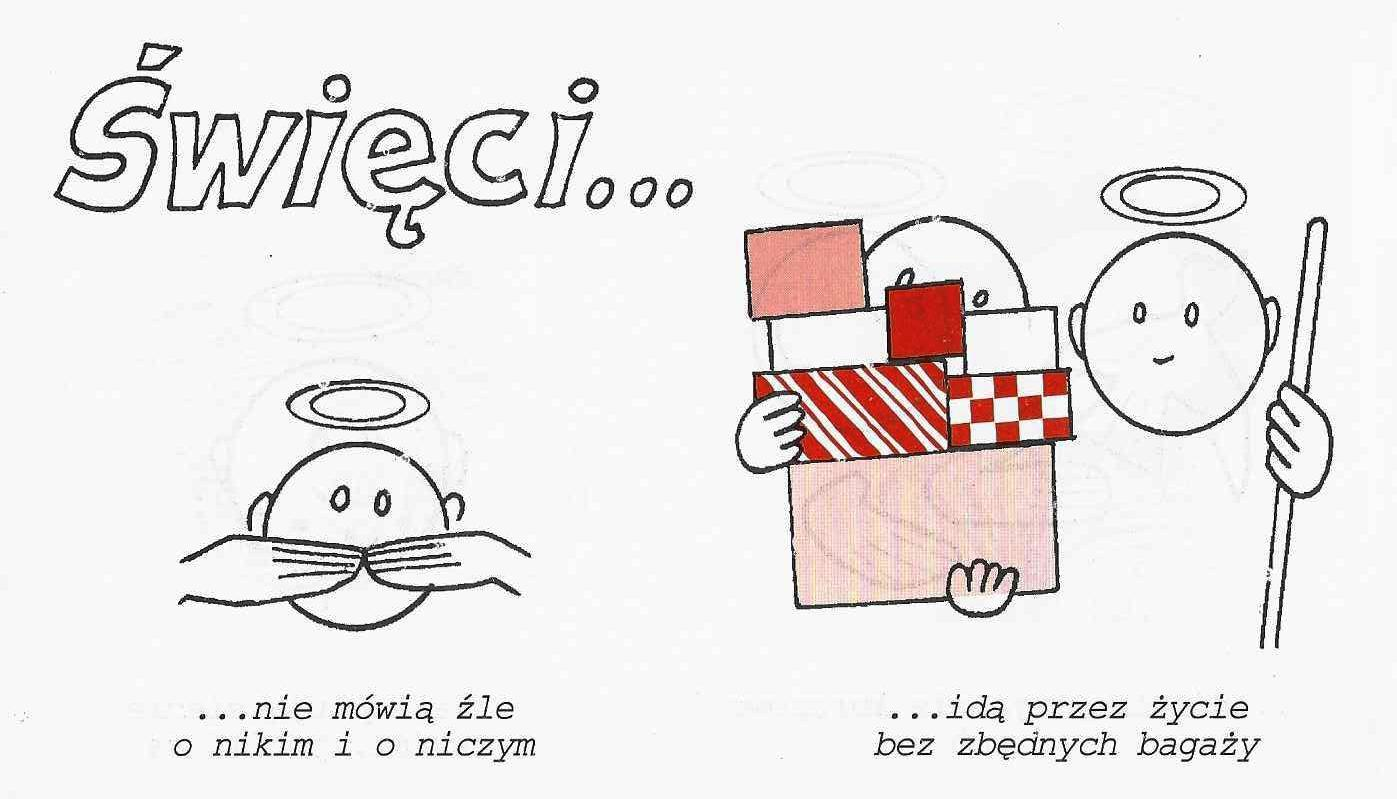 Święci...
...nie mówią źle
o nikim i o niczym
...idą przez życie
bez zbędnych bagaży